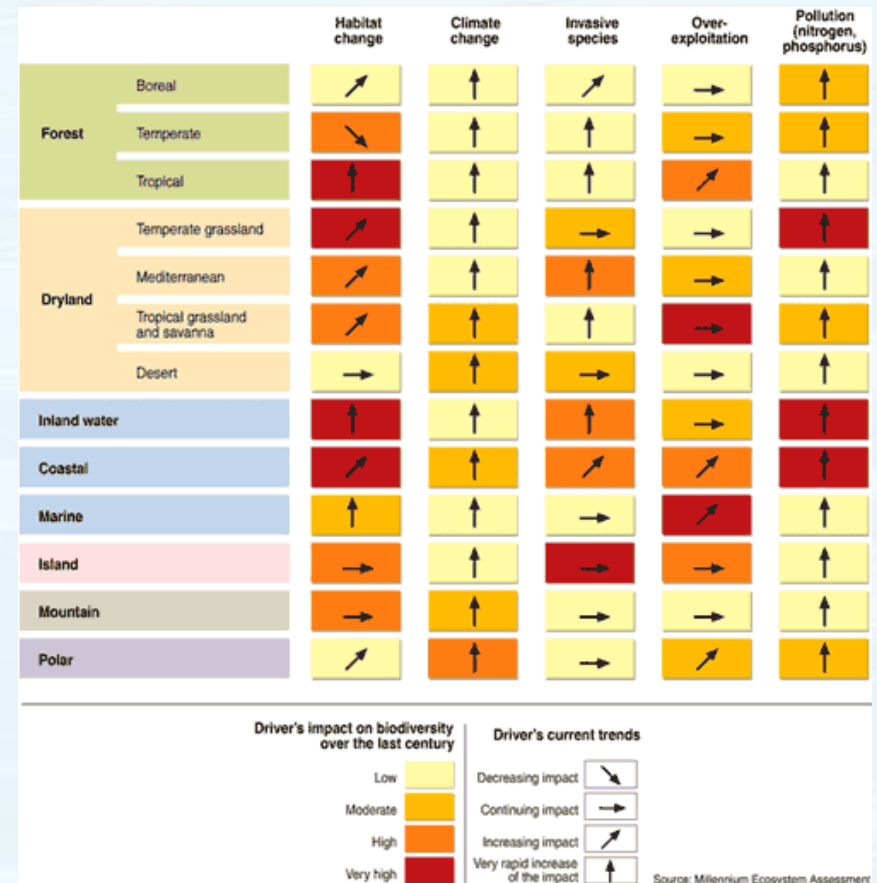 Habitat
change
Climate
change
Invasive
species
Over-
exploitation
Pollution
(nitrogen,
phosphorus)
Forest
Boreal
Temperate
Tropical
Dryland
Temperate grassland
Mediterranean
Tropical grassland
and savanna
Desert
Inland water
Coastal
Marine
Island
Mountain
Polar
Driver's impact on biodiversity
over the last century
Low
Moderate
High
Very high
Driver's current trends
Decreasing impact
Continuing impact
Increasing impact
Very rapid increase
of the impact
Source: Millennium Ecosystem Assessment